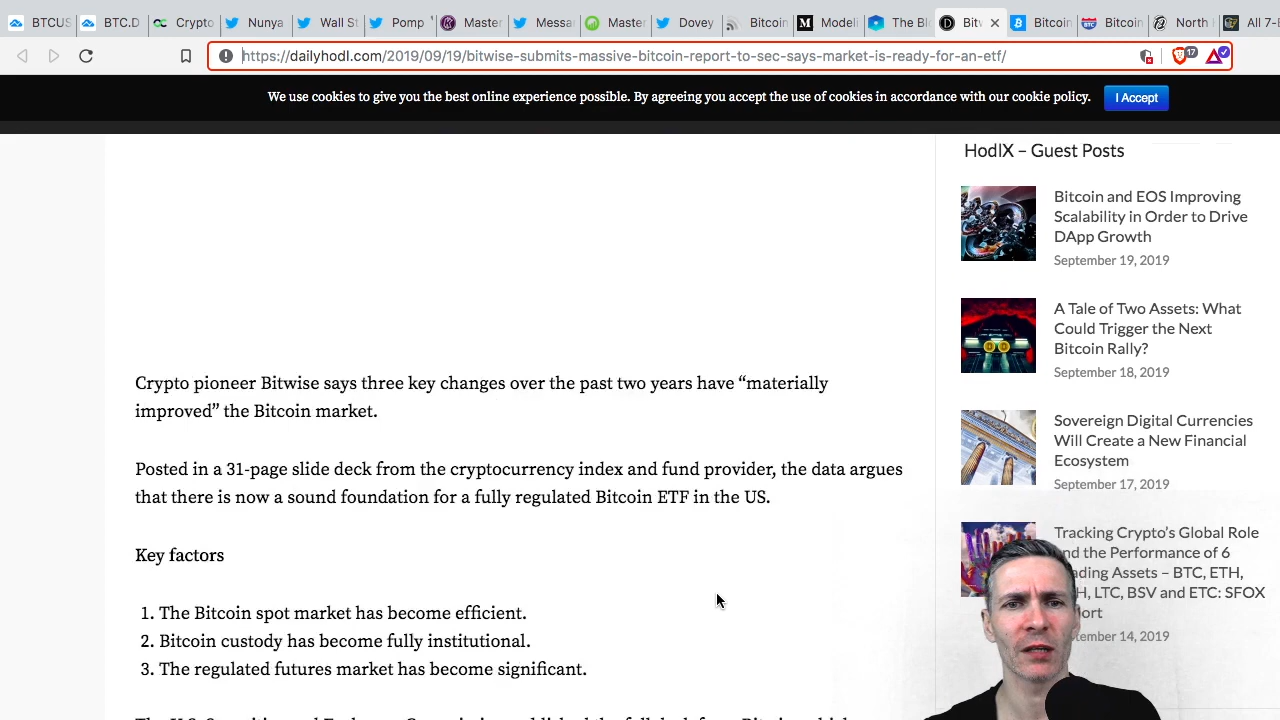 BTCUS
BTC.D
Crypto
Nunya
Wall St
Pomp
Master
Messa
Master
Dovey
Bitcoin
Modeli
The Bl
Bitw
Bitcoin
Bitcoin
North
All 7-
https://dailyhodl.com/2019/09/19/bitwise-submits-massive-bitcoin-report-to-sec-says-market-is-ready-for-an-etf/
17
We use cookies to give you the best online experience possible. By agreeing you accept the use of cookies in accordance with our cookie policy.
I Accept
Crypto pioneer Bitwise says three key changes over the past two years have “materially
improved” the Bitcoin market.
Posted in a 31-page slide deck from the cryptocurrency index and fund provider, the data argues
that there is now a sound foundation for a fully regulated Bitcoin ETF in the US.
Key factors
1. The Bitcoin spot market has become efficient.
2. Bitcoin custody has become fully institutional.
3. The regulated futures market has become significant.
HodlX – Guest Posts
Bitcoin and EOS Improving
Scalability in Order to Drive
DApp Growth
September 19, 2019
A Tale of Two Assets: What
Could Trigger the Next
Bitcoin Rally?
September 18, 2019
Sovereign Digital Currencies
Will Create a New Financial
Ecosystem
September 17, 2019
Tracking Crypto’s Global Role
and the Performance of 6
ading Assets – BTC, ETH,
H, LTC, BSV and ETC: SFOX
ort
tember 14, 2019